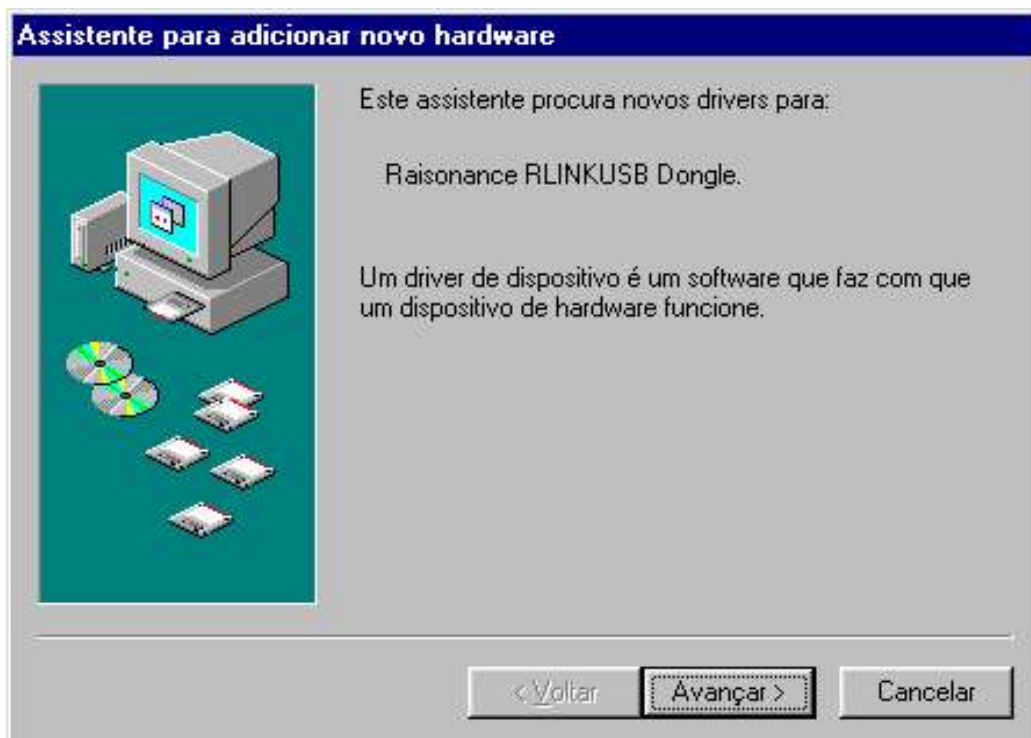 Assistente para adicionar novo hardware
Este assistente procura novos drivers para:
Raisonance RLINKUSB Dongle.
Um driver de dispositivo é um software que faz com que
um dispositivo de hardware funcione.
< Voltar
Avançar >
Cancelar